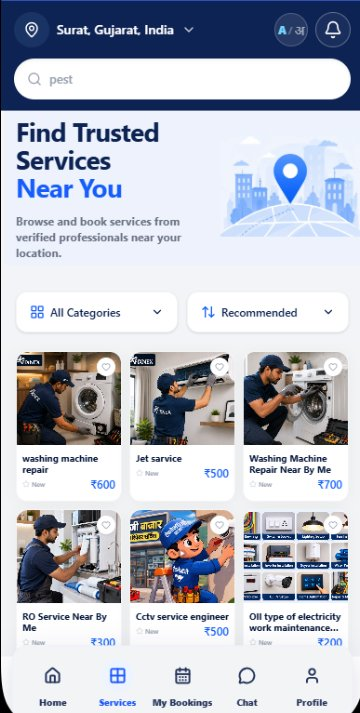 Surat, Gujarat, India
A / अ
pest
Find Trusted
Services
Near You
Browse and book services from
verified professionals near your
location.
All Categories
Recommended
washing machine
repair
New
₹600
Jet sarvice
New
₹500
Washing Machine
Repair Near By Me
New
₹700
RO Service Near By
Me
New
₹300
Cctv service engineer
New
₹500
Oll type of electricity
work maintenance...
New
₹200
Home
Services
My Bookings
Chat
Profile